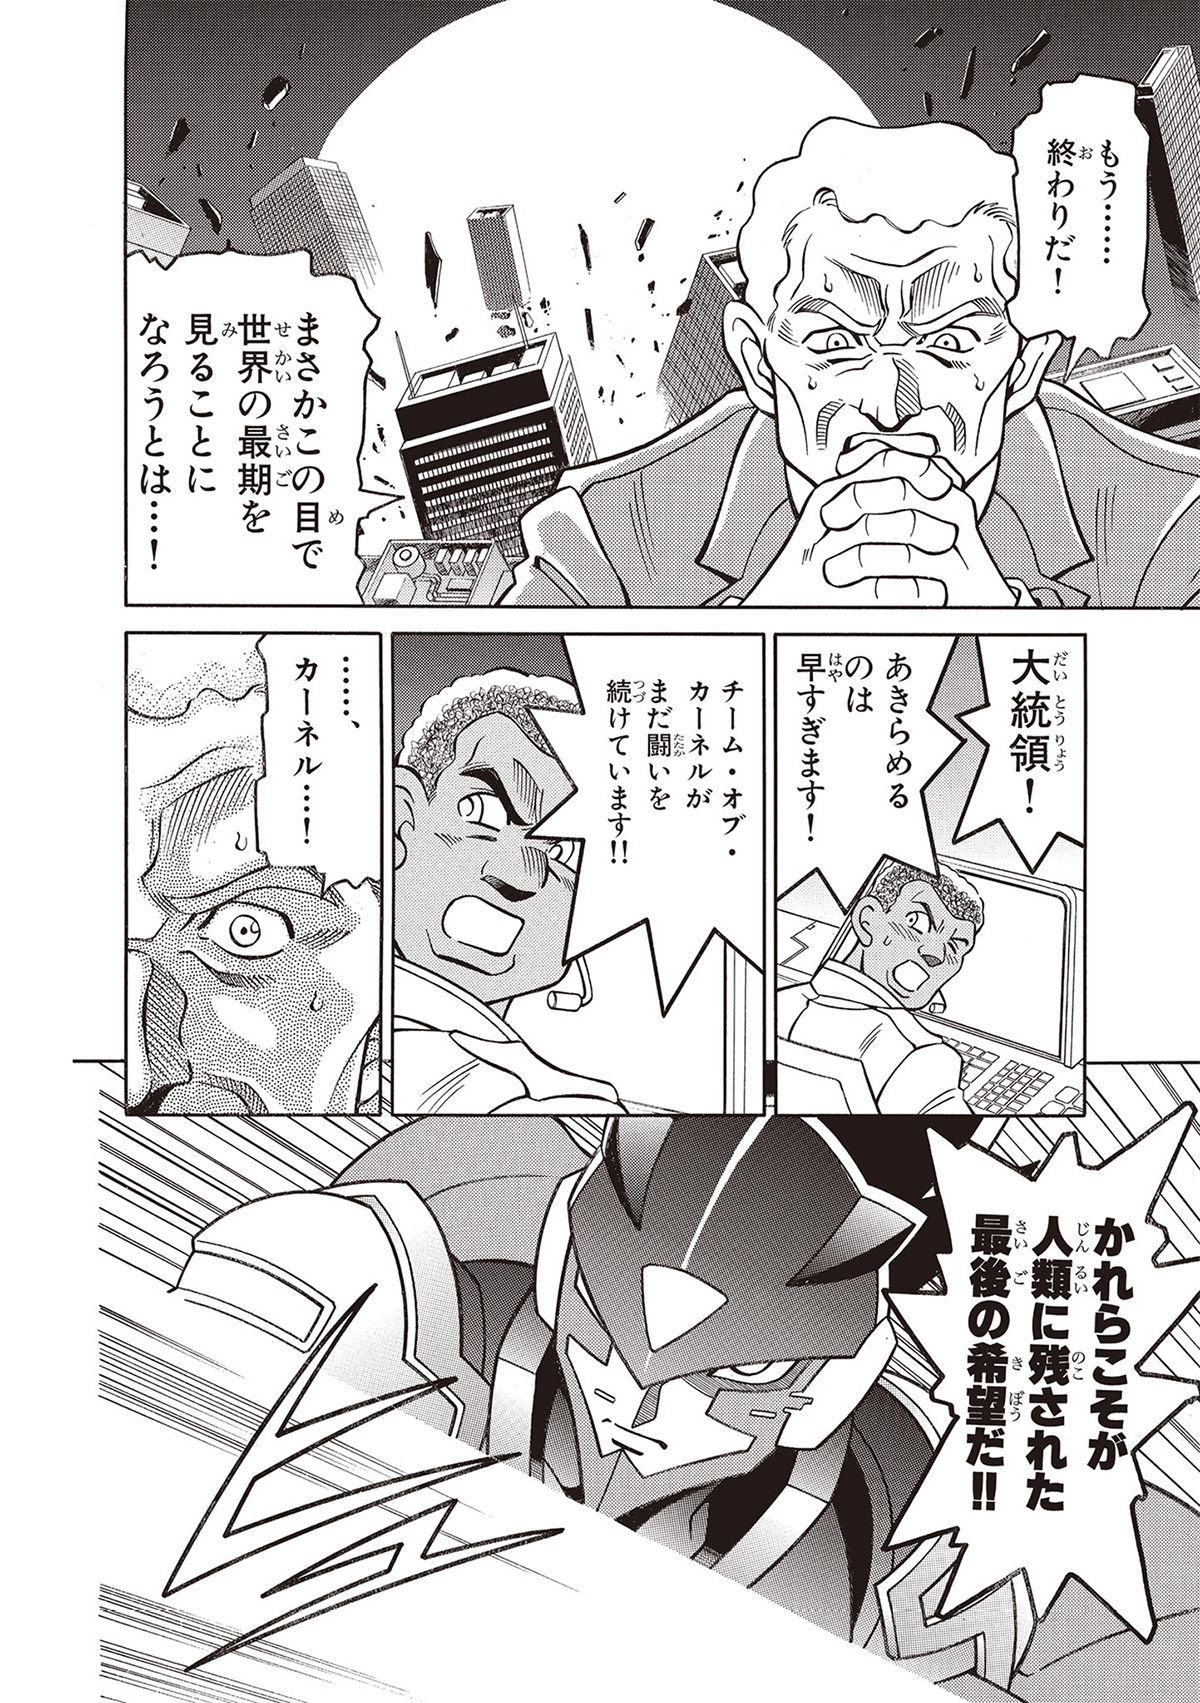 もう……
終わりだ！
まさかこの目で
世界の最期を
見ることに
なろうとは…！
大統領！
あきらめる
のは
早すぎます！
チーム・オブ・
カーネルが
まだ闘いを
続けています!!
……、
カーネル…！
かれらこそが
人類に残された
最後の希望だ!!